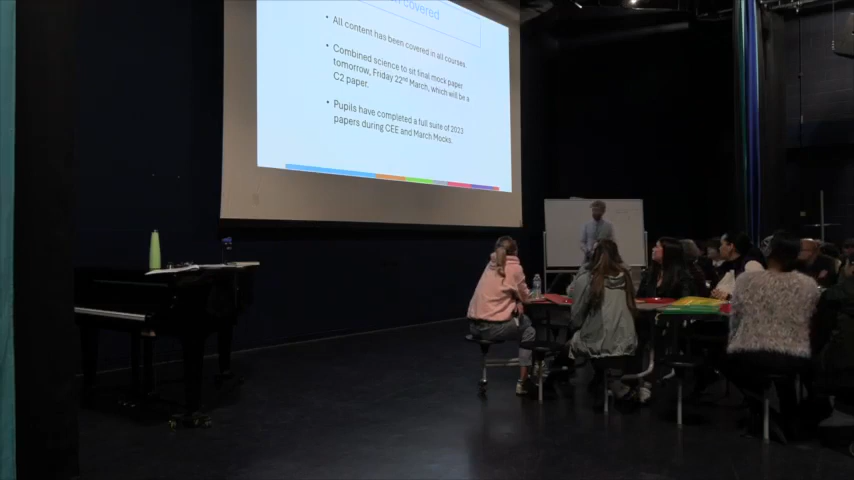 covered
• All content has been covered in all courses.
• Combined science to sit final mock paper
tomorrow, Friday 22nd March, which will be a
C2 paper.
• Pupils have completed a full suite of 2023
papers during CEE and March Mocks.